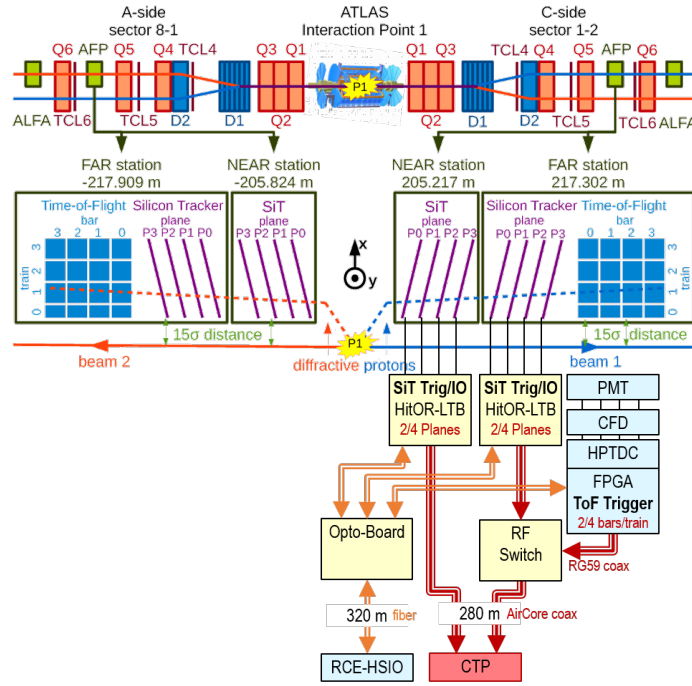 A-side
sector 8-1
ATLAS
Interaction Point 1
C-side
sector 1-2
Q6 AFP Q5 Q4 TCL4 Q3 Q1 Q1 Q3 TCL4 Q4 Q5 AFP Q6
P1
ALFA TCL6 TCL5 D2 D1 Q2 Q2 D1 D2 TCL5 TCL6 ALFA
FAR station
-217.909 m
NEAR station
-205.824 m
NEAR station
205.217 m
FAR station
217.302 m
Time-of-Flight
bar
3 2 1 0
train
3
2
1
0
Silicon Tracker
plane
P3 P2 P1 P0
SiT
plane
P3 P2 P1 P0
x
y
SiT
plane
P0 P1 P2 P3
Silicon Tracker
plane
P0 P1 P2 P3
Time-of-Flight
bar
0 1 2 3
train
3
2
1
0
15σ distance
15σ distance
P1
beam 2
diffractive protons
beam 1
SiT Trig/IO
HitOR-LTB
2/4 Planes
SiT Trig/IO
HitOR-LTB
2/4 Planes
PMT
CFD
HPTDC
FPGA
ToF Trigger
2/4 bars/train
Opto-Board
RF
Switch
RG59 coax
320 m fiber
280 m AirCore coax
RCE-HSIO
CTP